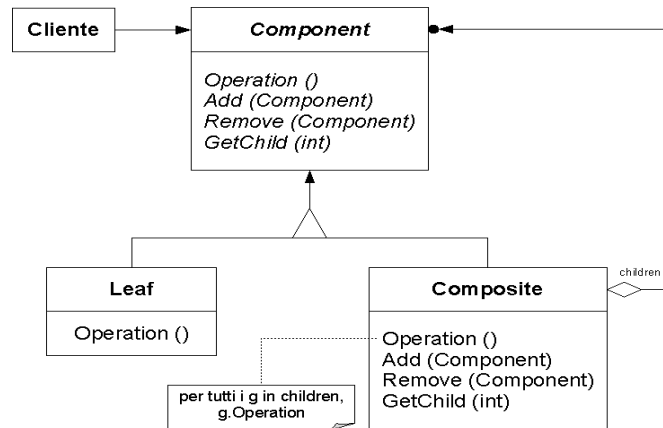 Cliente
Component
Operation ()
Add (Component)
Remove (Component)
GetChild (int)
Leaf
Operation ()
children
Composite
Operation ()
Add (Component)
Remove (Component)
GetChild (int)
per tutti i g in children,
g.Operation